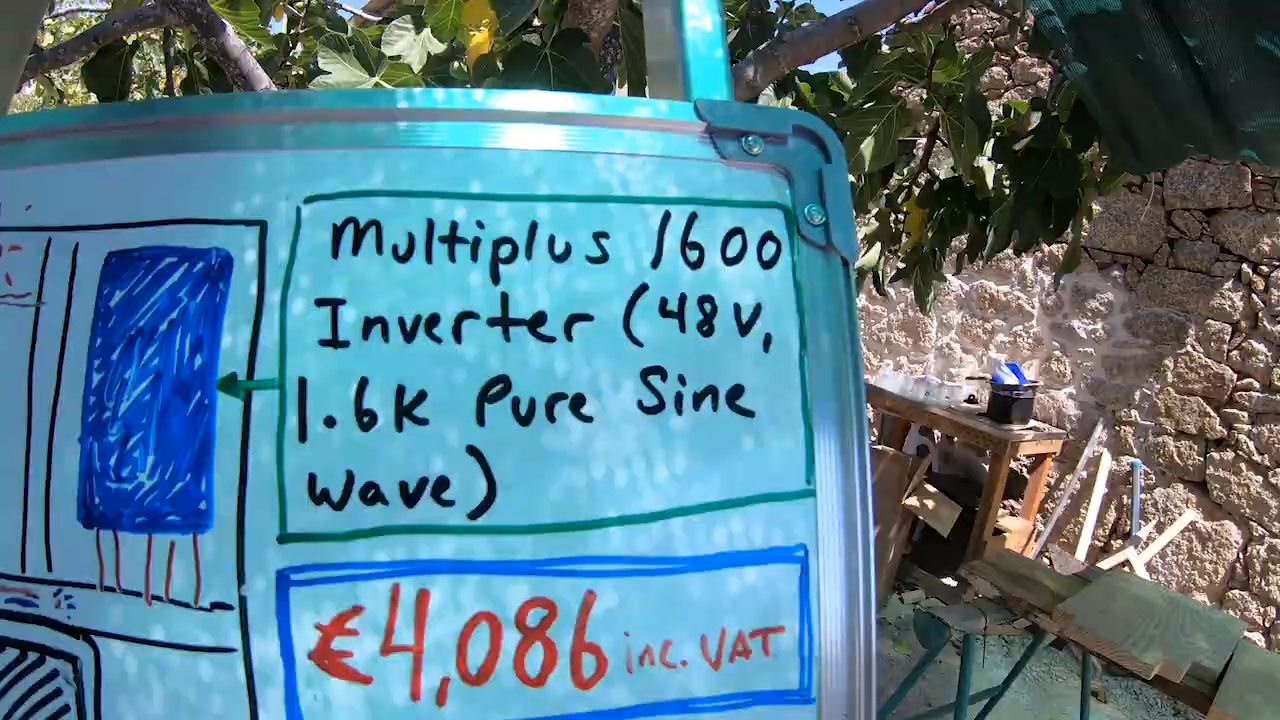 Multiplus 1600
Inverter (48V,
1.6K Pure Sine
Wave)
€4,086 inc. VAT